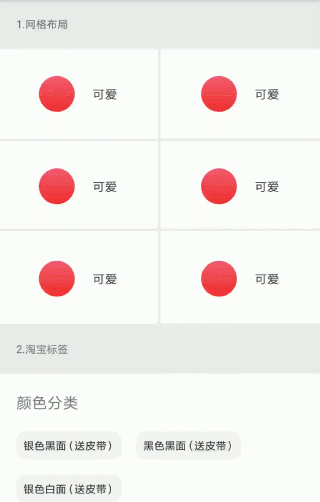 1.网格布局
可爱 可爱
可爱 可爱
可爱 可爱
2.淘宝标签
颜色分类
银色黑面(送皮带) 黑色黑面(送皮带)
银色白面(送皮带)